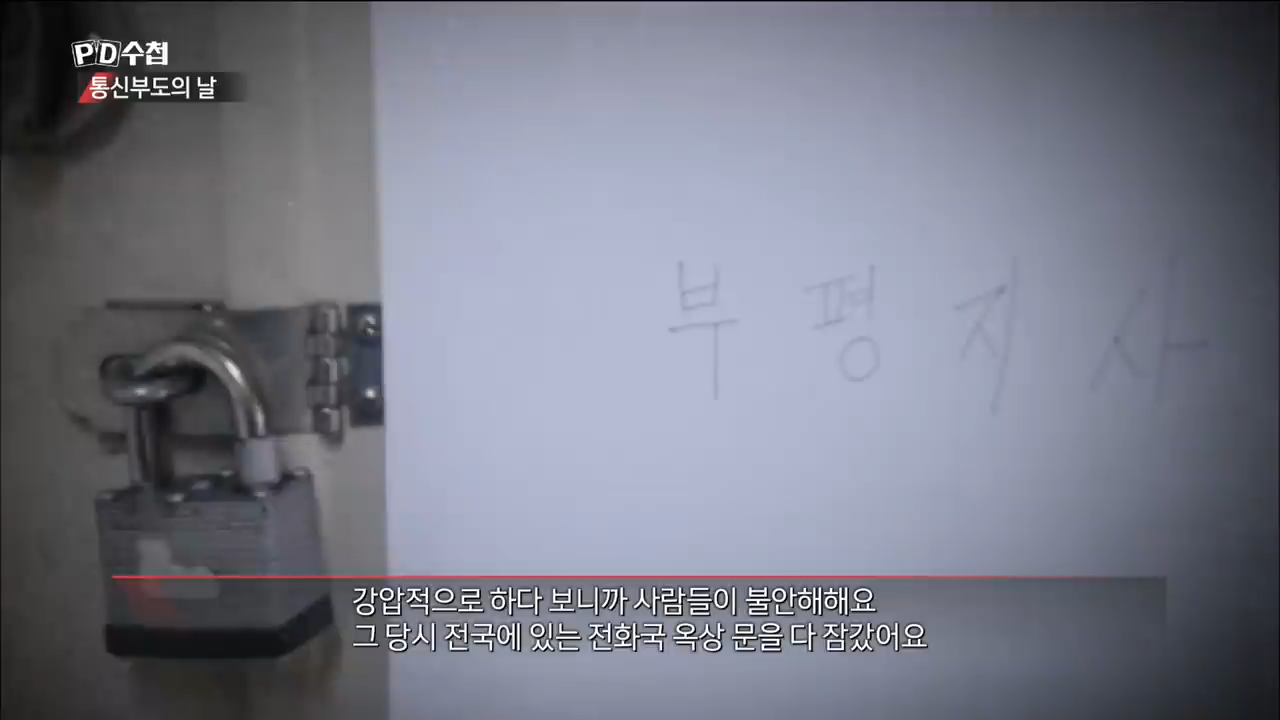 PD수첩
통신부도의 날
부평지사
강압적으로 하다 보니까 사람들이 불안해해요
그 당시 전국에 있는 전화국 옥상 문을 다 잠갔어요